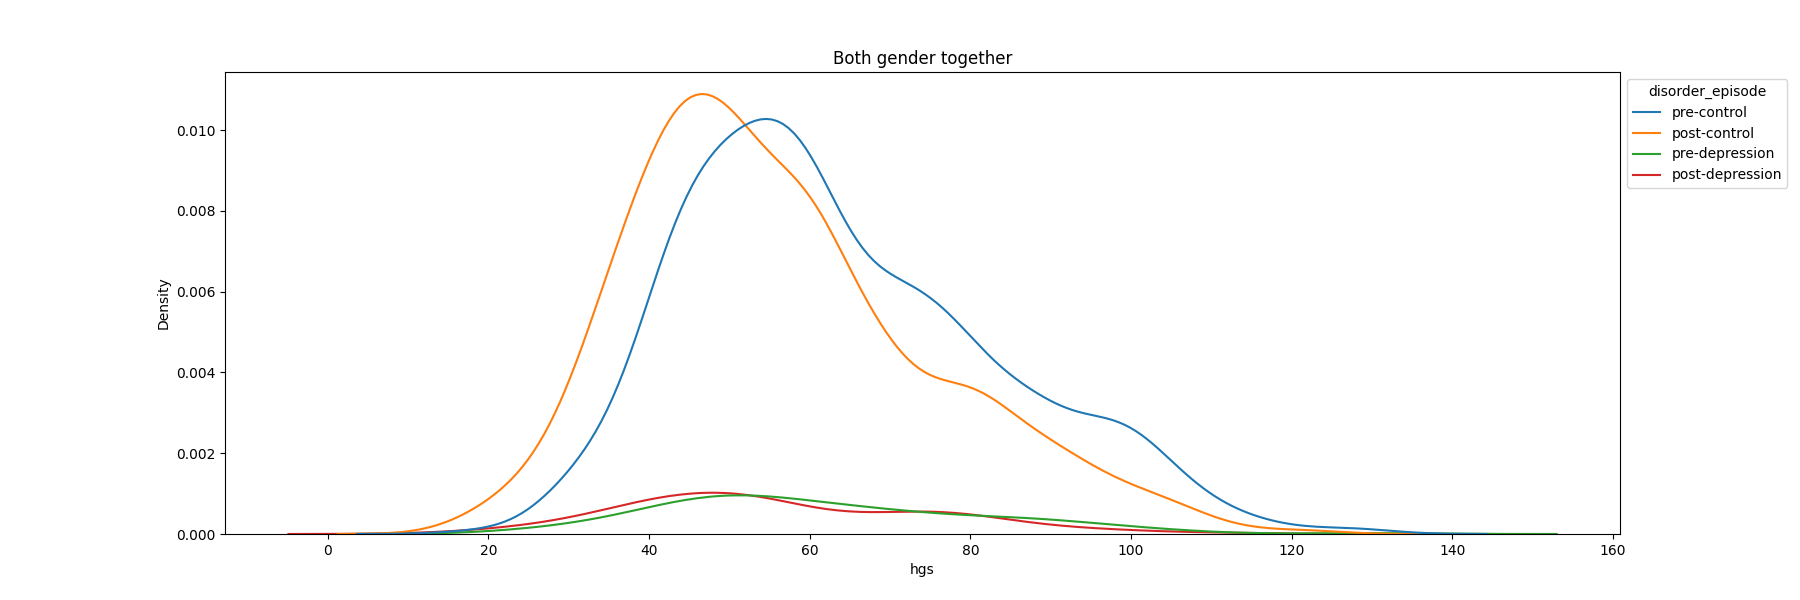 Both gender together
disorder_episode
pre-control
post-control
pre-depression
post-depression
Density
0.010
0.008
0.006
0.004
0.002
0.000
0 20 40 60 80 100 120 140 160
hgs